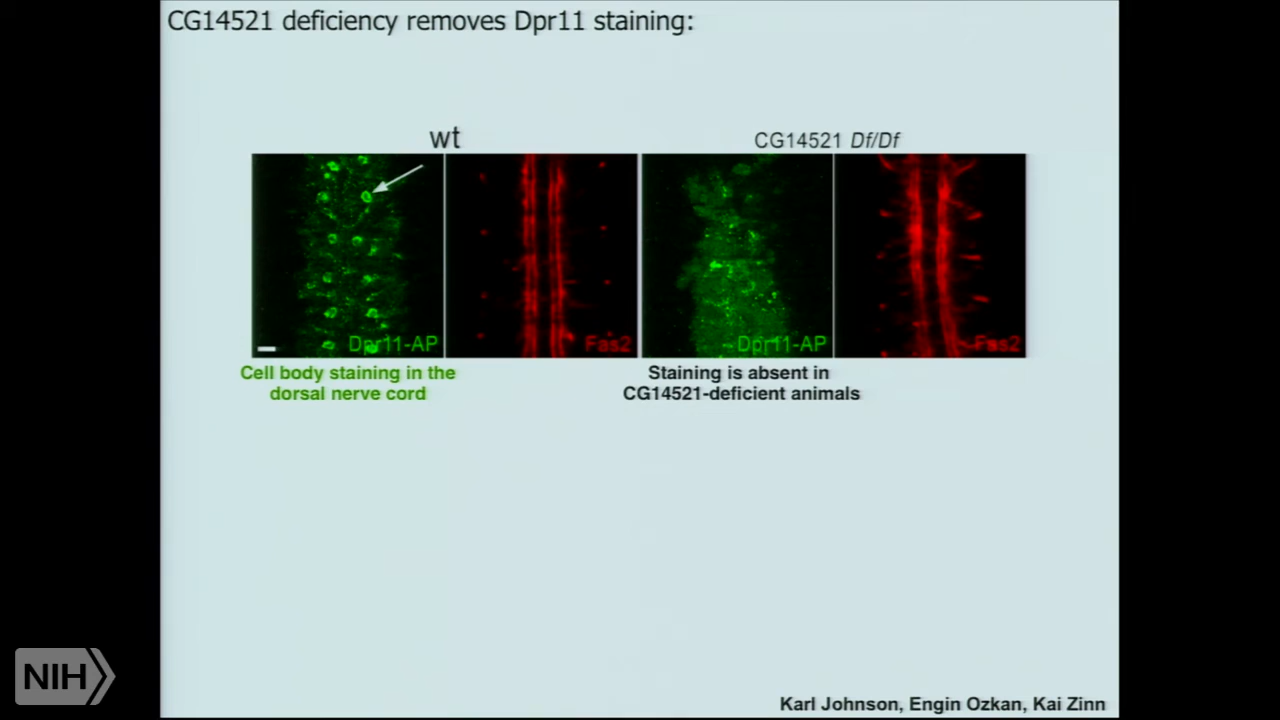 CG14521 deficiency removes Dpr11 staining:
wt
CG14521 Df/Df
Dpr11-AP
Fas2
Dpr11-AP
Fas2
Cell body staining in the
dorsal nerve cord
Staining is absent in
CG14521-deficient animals
NIH
Karl Johnson, Engin Ozkan, Kai Zinn